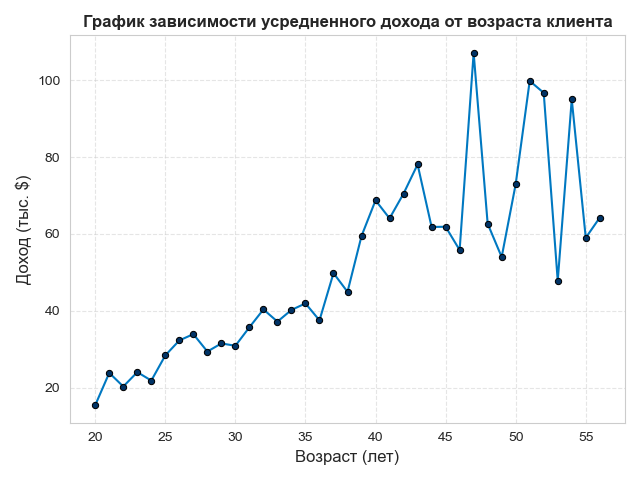 График зависимости усредненного дохода от возраста клиента
100
80
60
40
20
Доход (тыс. $)
20 25 30 35 40 45 50 55
Возраст (лет)